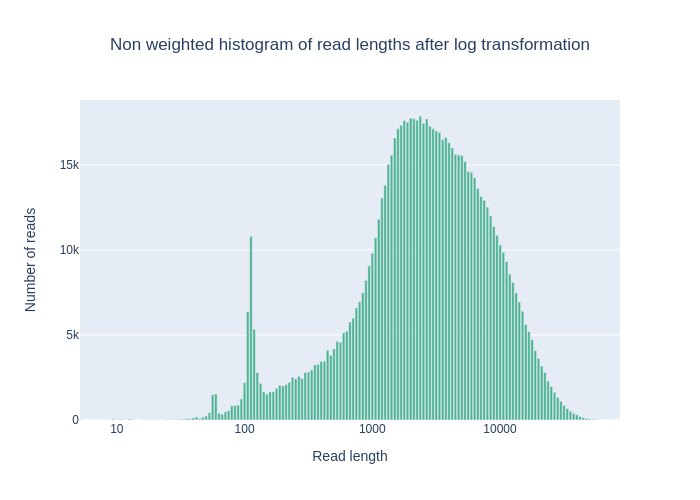 Non weighted histogram of read lengths after log transformation
Number of reads
15k
10k
5k
0
10 100 1000 10000
Read length